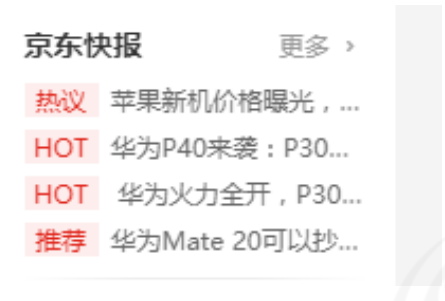 京东快报 更多 >
热议 苹果新机价格曝光，...
HOT 华为P40来袭：P30...
HOT 华为火力全开，P30...
推荐 华为Mate 20可以抄...